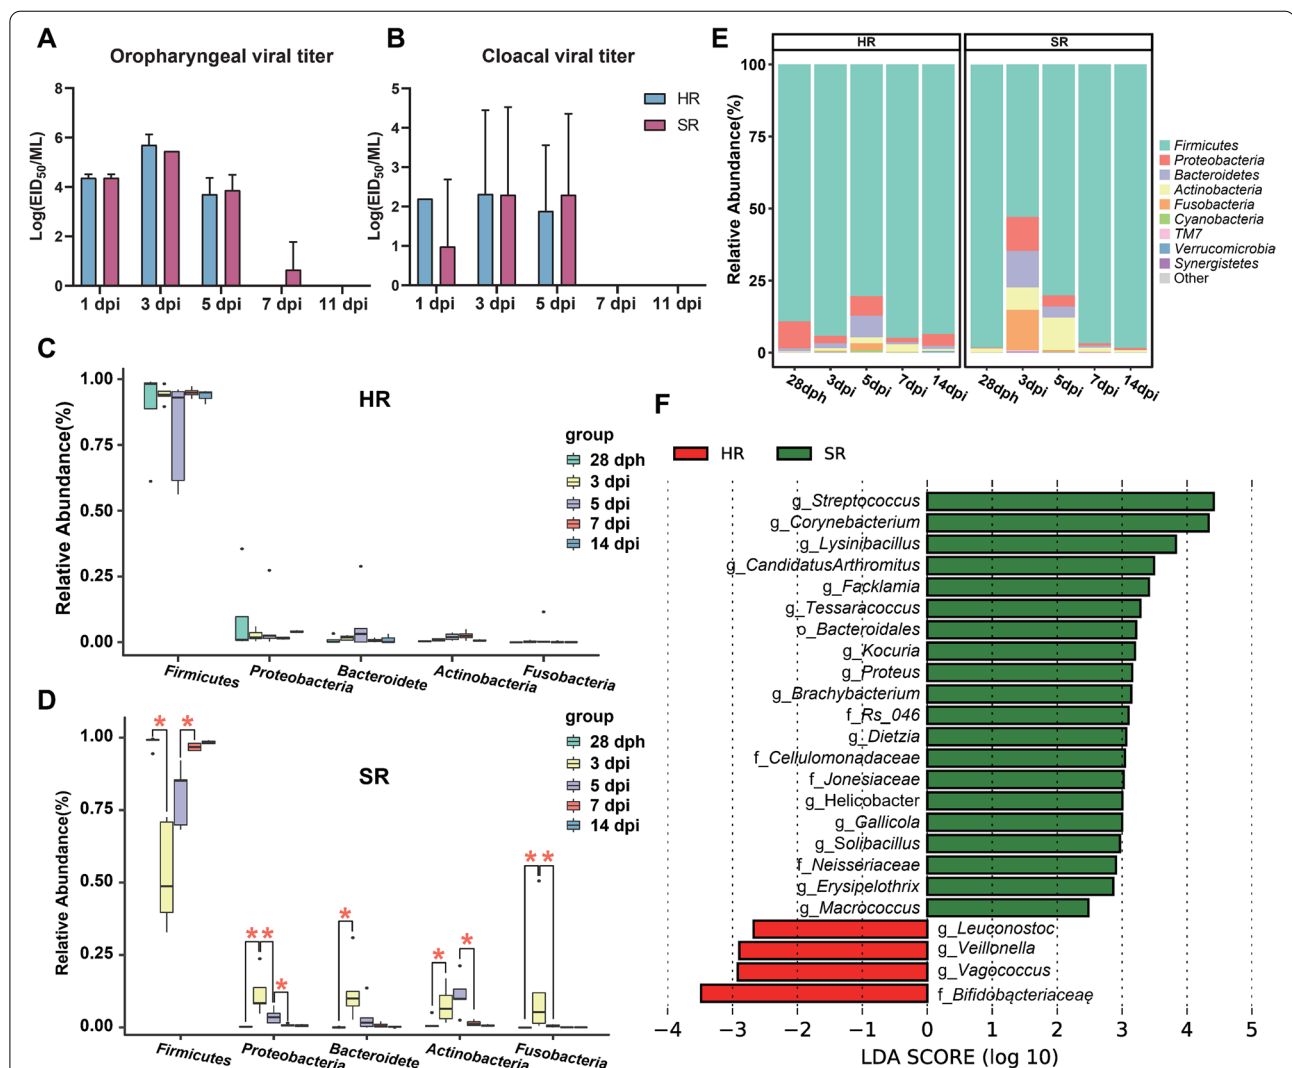 A
Oropharyngeal viral titer
Log(EID50/ML)
8
6
4
2
0
1 dpi 3 dpi 5 dpi 7 dpi 11 dpi
B
Cloacal viral titer
Log(EID50/ML)
5
4
3
2
1
0
1 dpi 3 dpi 5 dpi 7 dpi 11 dpi
HR
SR
C
HR
Relative Abundance(%)
1.00
0.75
0.50
0.25
0.00
Firmicutes Proteobacteria Bacteroidete Actinobacteria Fusobacteria
group
28 dph
3 dpi
5 dpi
7 dpi
14 dpi
D
SR
Relative Abundance(%)
1.00
0.75
0.50
0.25
0.00
* *
* * *
*
* *
* *
Firmicutes Proteobacteria Bacteroidete Actinobacteria Fusobacteria
group
28 dph
3 dpi
5 dpi
7 dpi
14 dpi
E
HR SR
Relative Abundance(%)
100
75
50
25
0
28dph 3dpi 5dpi 7dpi 14dpi 28dph 3dpi 5dpi 7dpi 14dpi
Firmicutes
Proteobacteria
Bacteroidetes
Actinobacteria
Fusobacteria
Cyanobacteria
TM7
Verrucomicrobia
Synergistetes
Other
F
HR SR
g_Streptococcus
g_Corynebacterium
g_Lysinibacillus
g_CandidatusArthromitus
g_Facklamia
g_Tessaracoccus
o_Bacteroidales
g_Kocuria
g_Proteus
g_Brachybacterium
f_Rs_046
g_Dietzia
f_Cellulomonadaceae
f_Jonesiaceae
g_Helicobacter
g_Gallicola
g_Solibacillus
f_Neisseriaceae
g_Erysipelothrix
g_Macrococcus
g_Leuconostoc
g_Veillonella
g_Vagococcus
f_Bifidobacteriaceae
−4 −3 −2 −1 0 1 2 3 4 5
LDA SCORE (log 10)